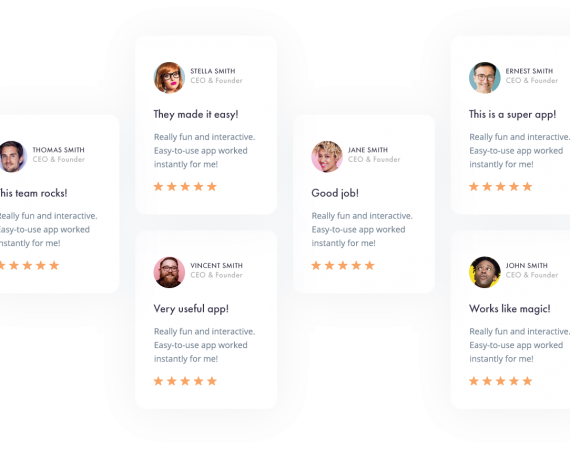 STELLA SMITH
CEO & Founder
They made it easy!
Really fun and interactive.
Easy-to-use app worked
instantly for me!
ERNEST SMITH
CEO & Founder
This is a super app!
Really fun and interactive.
Easy-to-use app worked
instantly for me!
THOMAS SMITH
CEO & Founder
This team rocks!
Really fun and interactive.
Easy-to-use app worked
instantly for me!
JANE SMITH
CEO & Founder
Good job!
Really fun and interactive.
Easy-to-use app worked
instantly for me!
VINCENT SMITH
CEO & Founder
Very useful app!
Really fun and interactive.
Easy-to-use app worked
instantly for me!
JOHN SMITH
CEO & Founder
Works like magic!
Really fun and interactive.
Easy-to-use app worked
instantly for me!